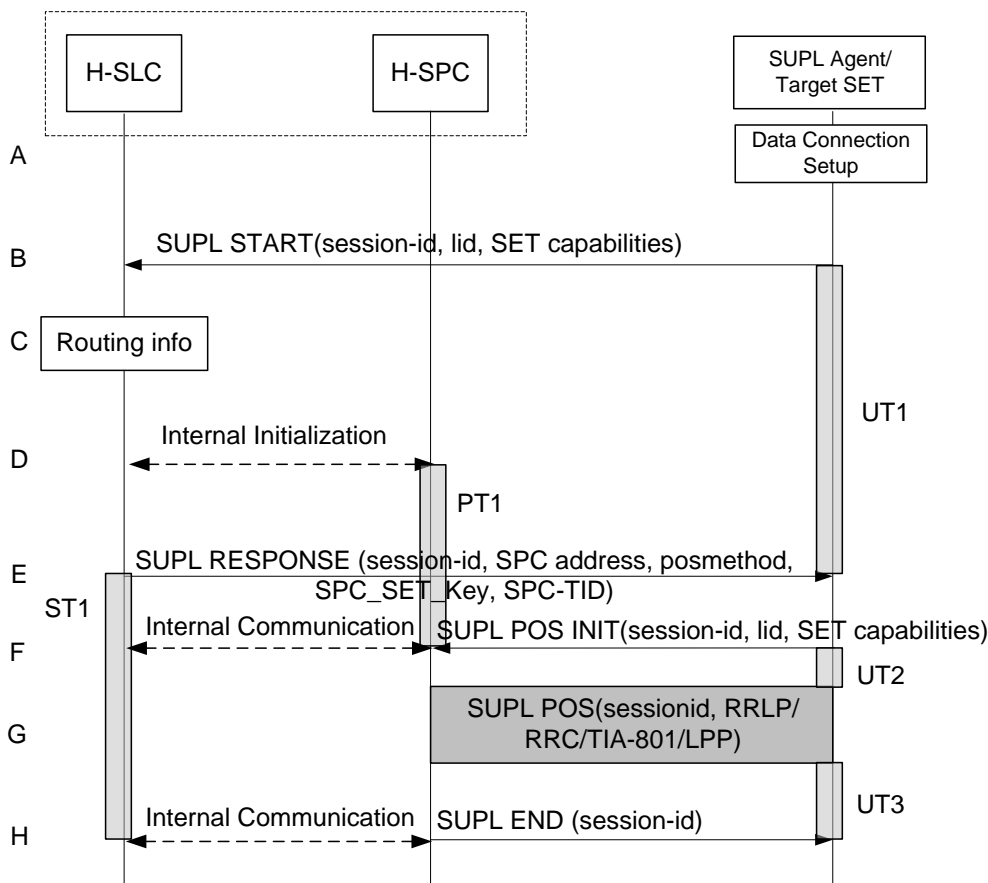 H-SLC
H-SPC
SUPL Agent/
Target SET
A
Data Connection
Setup
B
SUPL START(session-id, lid, SET capabilities)
C
Routing info
UT1
D
Internal Initialization
PT1
E
SUPL RESPONSE (session-id, SPC address, posmethod,
SPC_SET_Key, SPC-TID)
ST1
F
Internal Communication
SUPL POS INIT(session-id, lid, SET capabilities)
UT2
G
SUPL POS(sessionid, RRLP/
RRC/TIA-801/LPP)
UT3
H
Internal Communication
SUPL END (session-id)